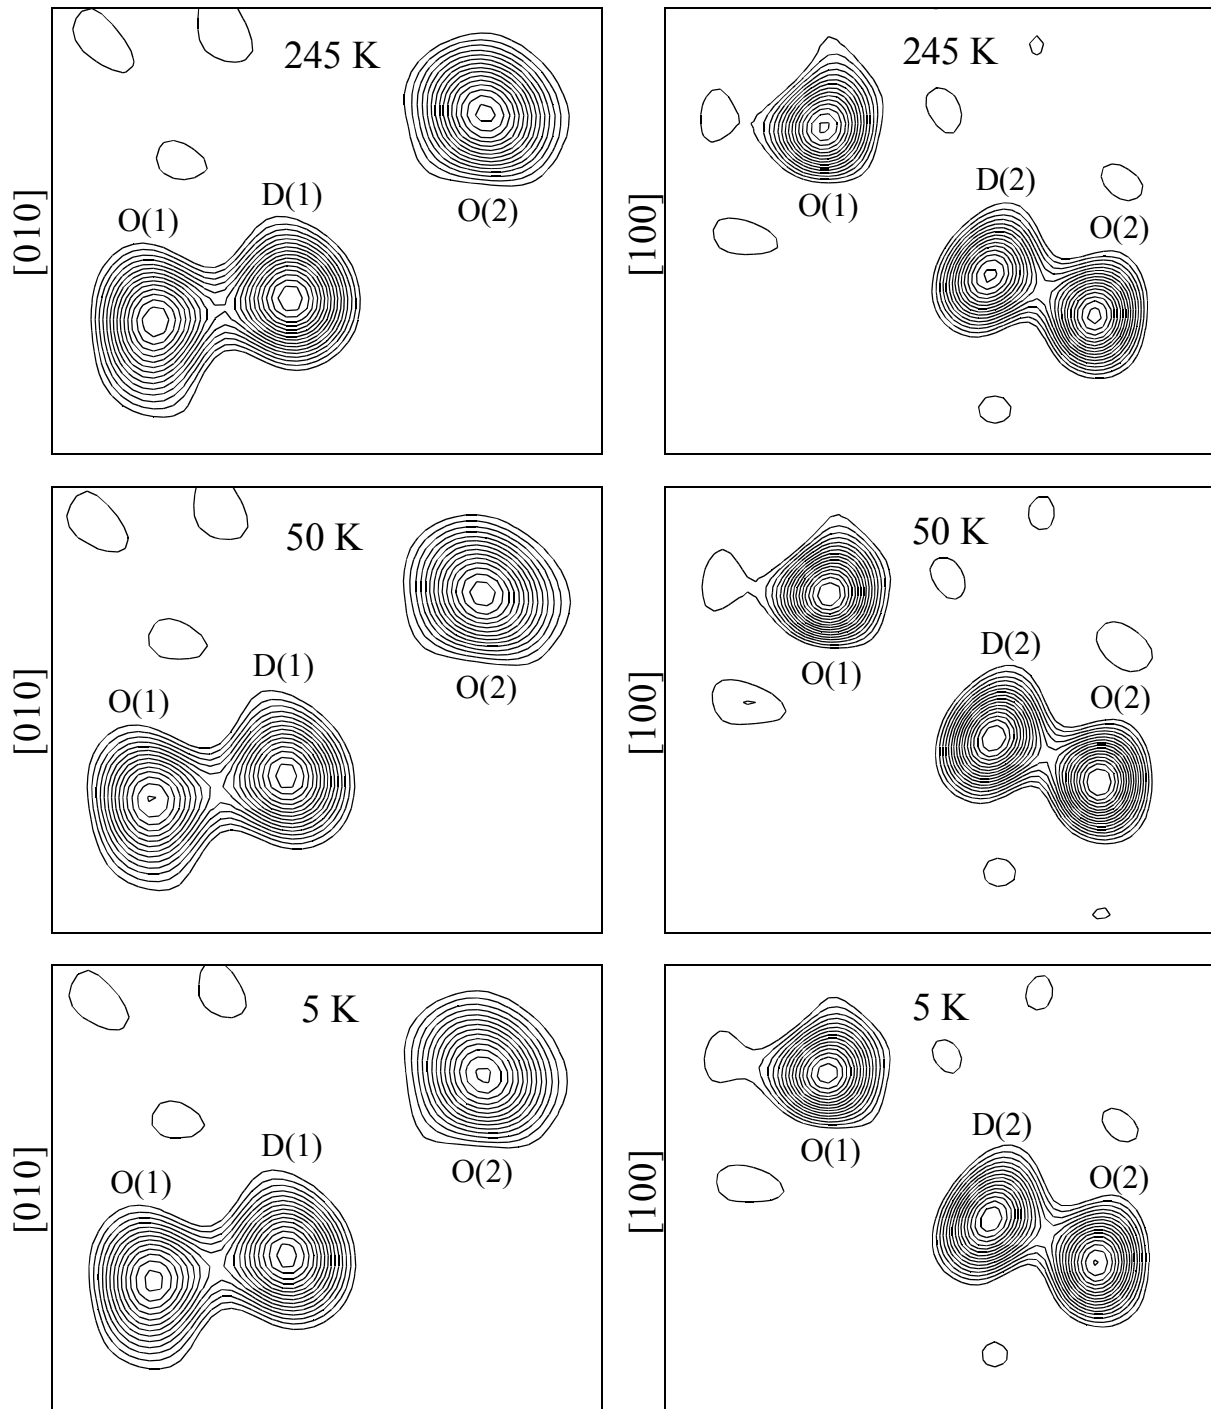 245 K
O(2)
D(1)
O(1)
[010]
245 K
O(1)
D(2)
O(2)
[100]
50 K
O(2)
D(1)
O(1)
[010]
50 K
O(1)
D(2)
O(2)
[100]
5 K
O(2)
D(1)
O(1)
[010]
5 K
O(1)
D(2)
O(2)
[100]